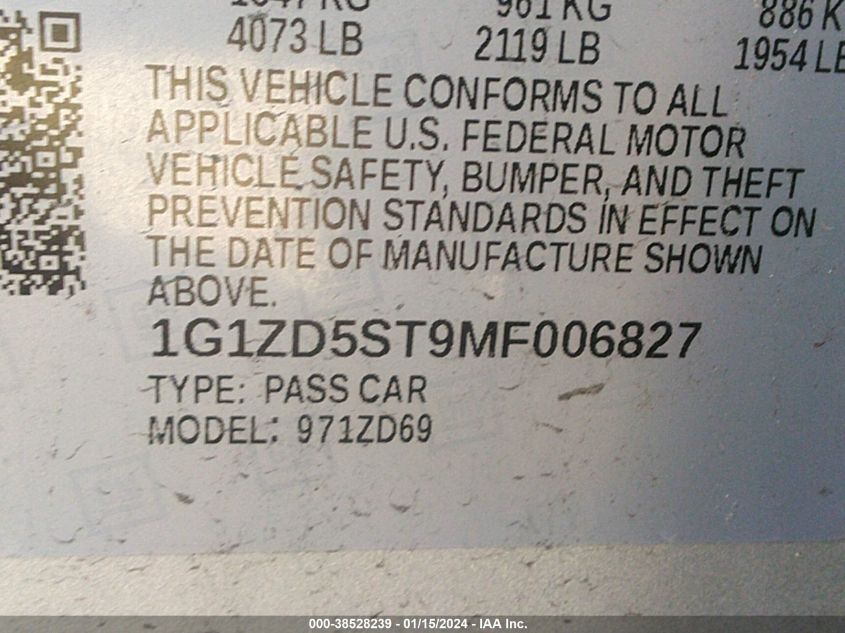 961 KG
4073 LB 2119 LB 1954 LB
THIS VEHICLE CONFORMS TO ALL
APPLICABLE U.S. FEDERAL MOTOR
VEHICLE SAFETY, BUMPER, AND THEFT
PREVENTION STANDARDS IN EFFECT ON
THE DATE OF MANUFACTURE SHOWN
ABOVE.
1G1ZD5ST9MF006827
TYPE: PASS CAR
MODEL: 971ZD69
000-38528239 - 01/15/2024 - IAA Inc.